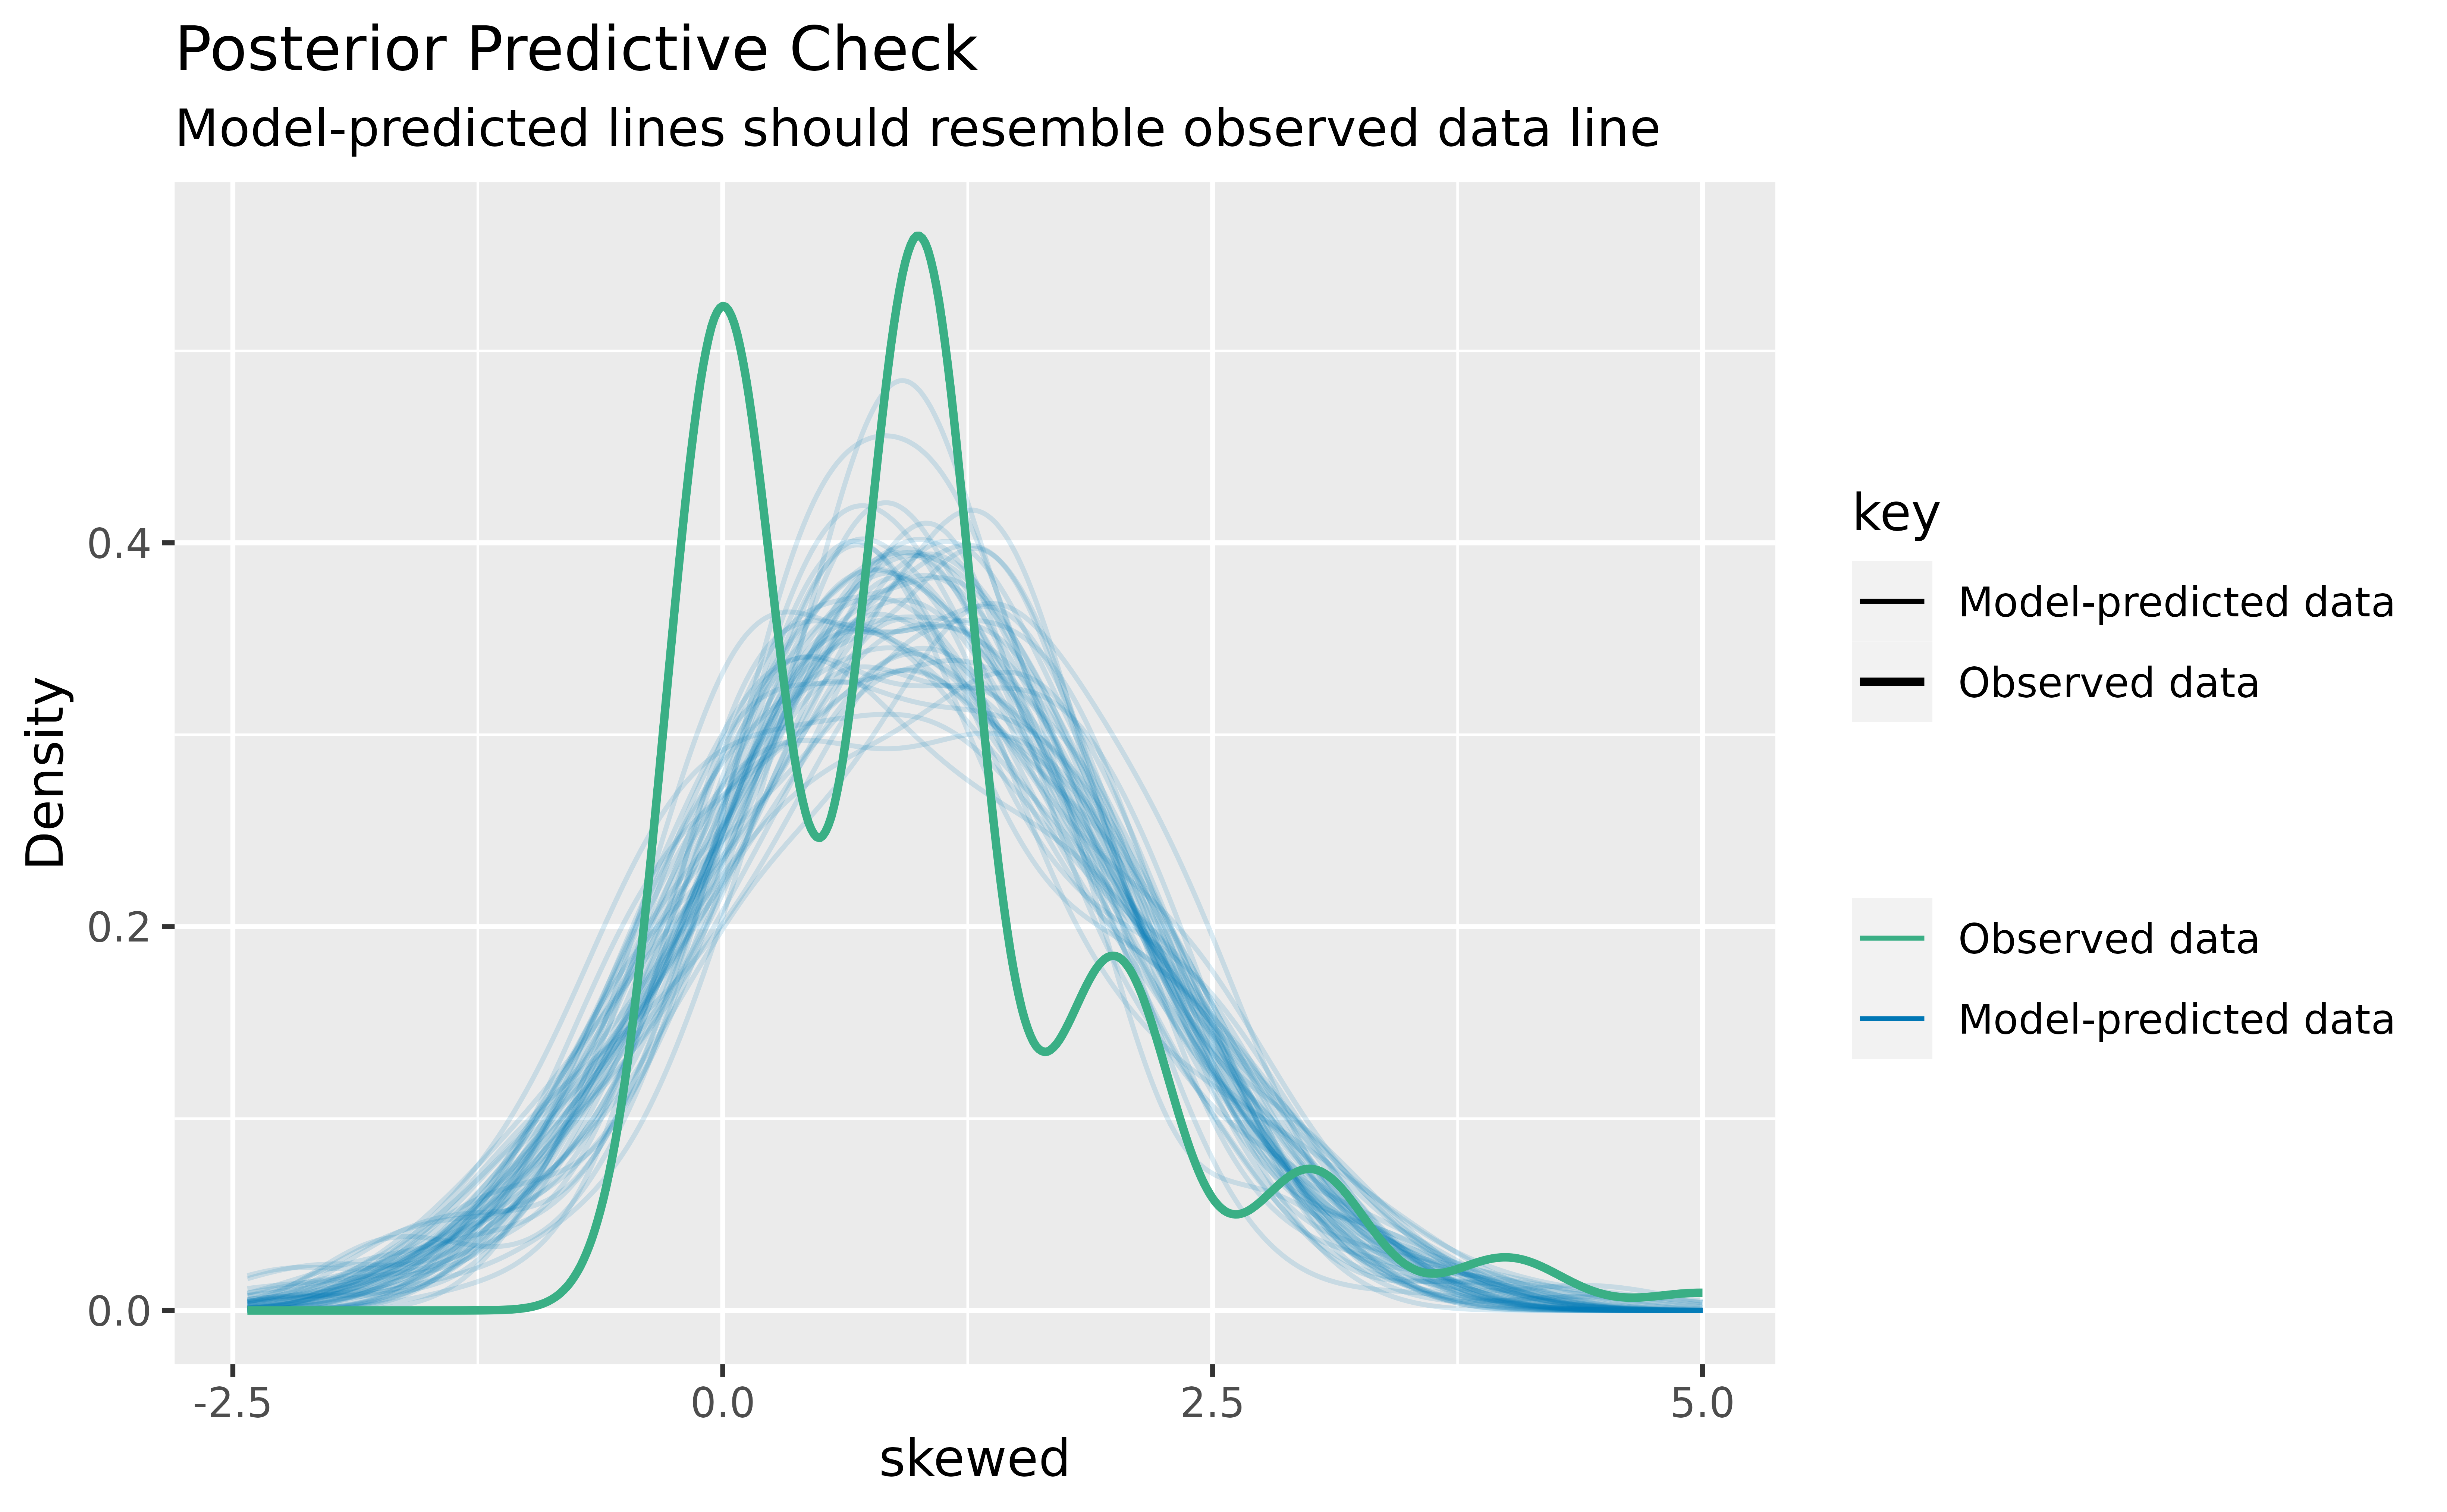 Posterior Predictive Check
Model-predicted lines should resemble observed data line
Density
0.4
0.2
0.0
-2.5
0.0
2.5
5.0
skewed
key
Model-predicted data
Observed data
Observed data
Model-predicted data